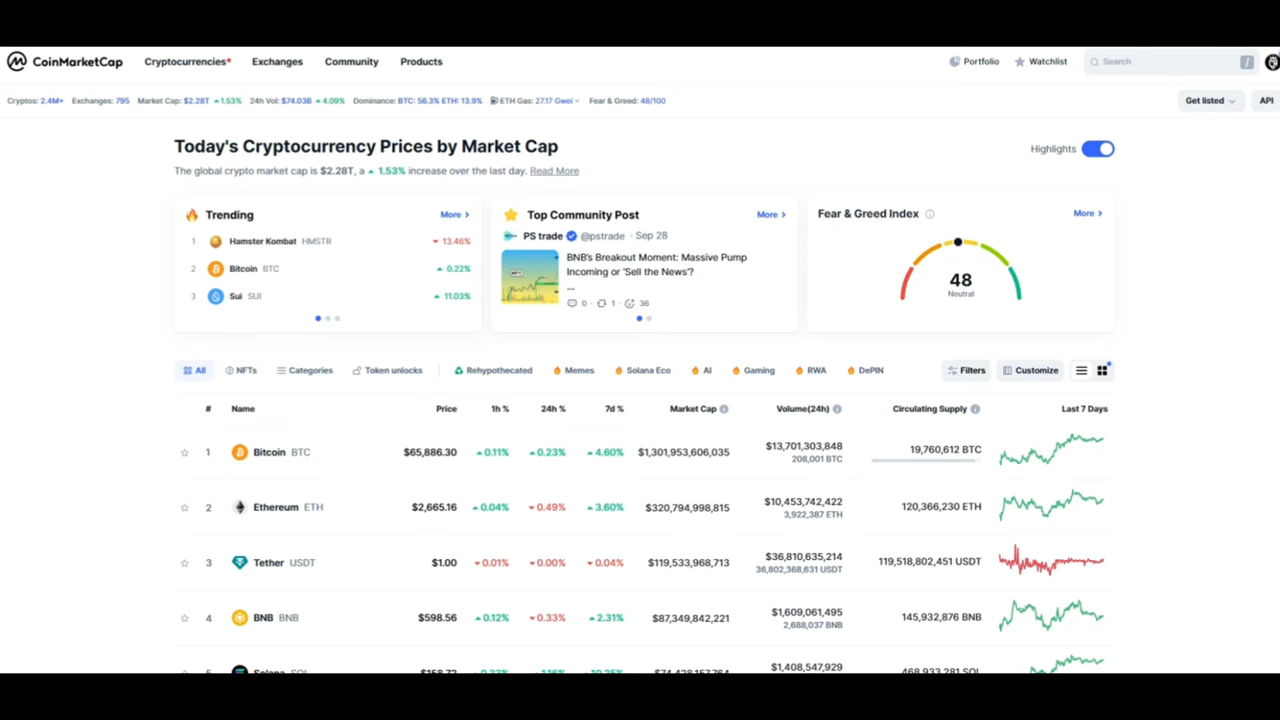 CoinMarketCap Cryptocurrencies Exchanges Community Products Portfolio Watchlist Search /
Cryptos: 2.4M+ Exchanges: 795 Market Cap: $2.28T 1.53% 24h Vol: $74.03B 4.09% Dominance: BTC: 56.3% ETH: 13.9% ETH Gas: 27.17 Gwei Fear & Greed: 48/100 Get listed API
Today's Cryptocurrency Prices by Market Cap
Highlights
The global crypto market cap is $2.28T, a 1.53% increase over the last day. Read More
Trending More >
1 Hamster Kombat HMSTR 13.46%
2 Bitcoin BTC 0.22%
3 Sui SUI 11.03%
Top Community Post More >
PS trade @pstrade · Sep 28
BNB's Breakout Moment: Massive Pump
Incoming or 'Sell the News'?
...
0 1 36
Fear & Greed Index More >
48
Neutral
All NFTs Categories Token unlocks Rehypothecated Memes Solana Eco AI Gaming RWA DePIN Filters Customize
# Name Price 1h % 24h % 7d % Market Cap Volume(24h) Circulating Supply Last 7 Days
1 Bitcoin BTC $65,886.30 0.11% 0.23% 4.60% $1,301,953,606,035 $13,701,303,848 19,760,612 BTC
208,001 BTC
2 Ethereum ETH $2,665.16 0.04% 0.49% 3.60% $320,794,998,815 $10,453,742,422 120,366,230 ETH
3,922,387 ETH
3 Tether USDT $1.00 0.01% 0.00% 0.04% $119,533,968,713 $36,810,635,214 119,518,802,451 USDT
36,802,368,631 USDT
4 BNB BNB $598.56 0.12% 0.33% 2.31% $87,349,842,221 $1,609,061,495 145,932,876 BNB
2,688,037 BNB
5 Solana SOL $1,408,547,929